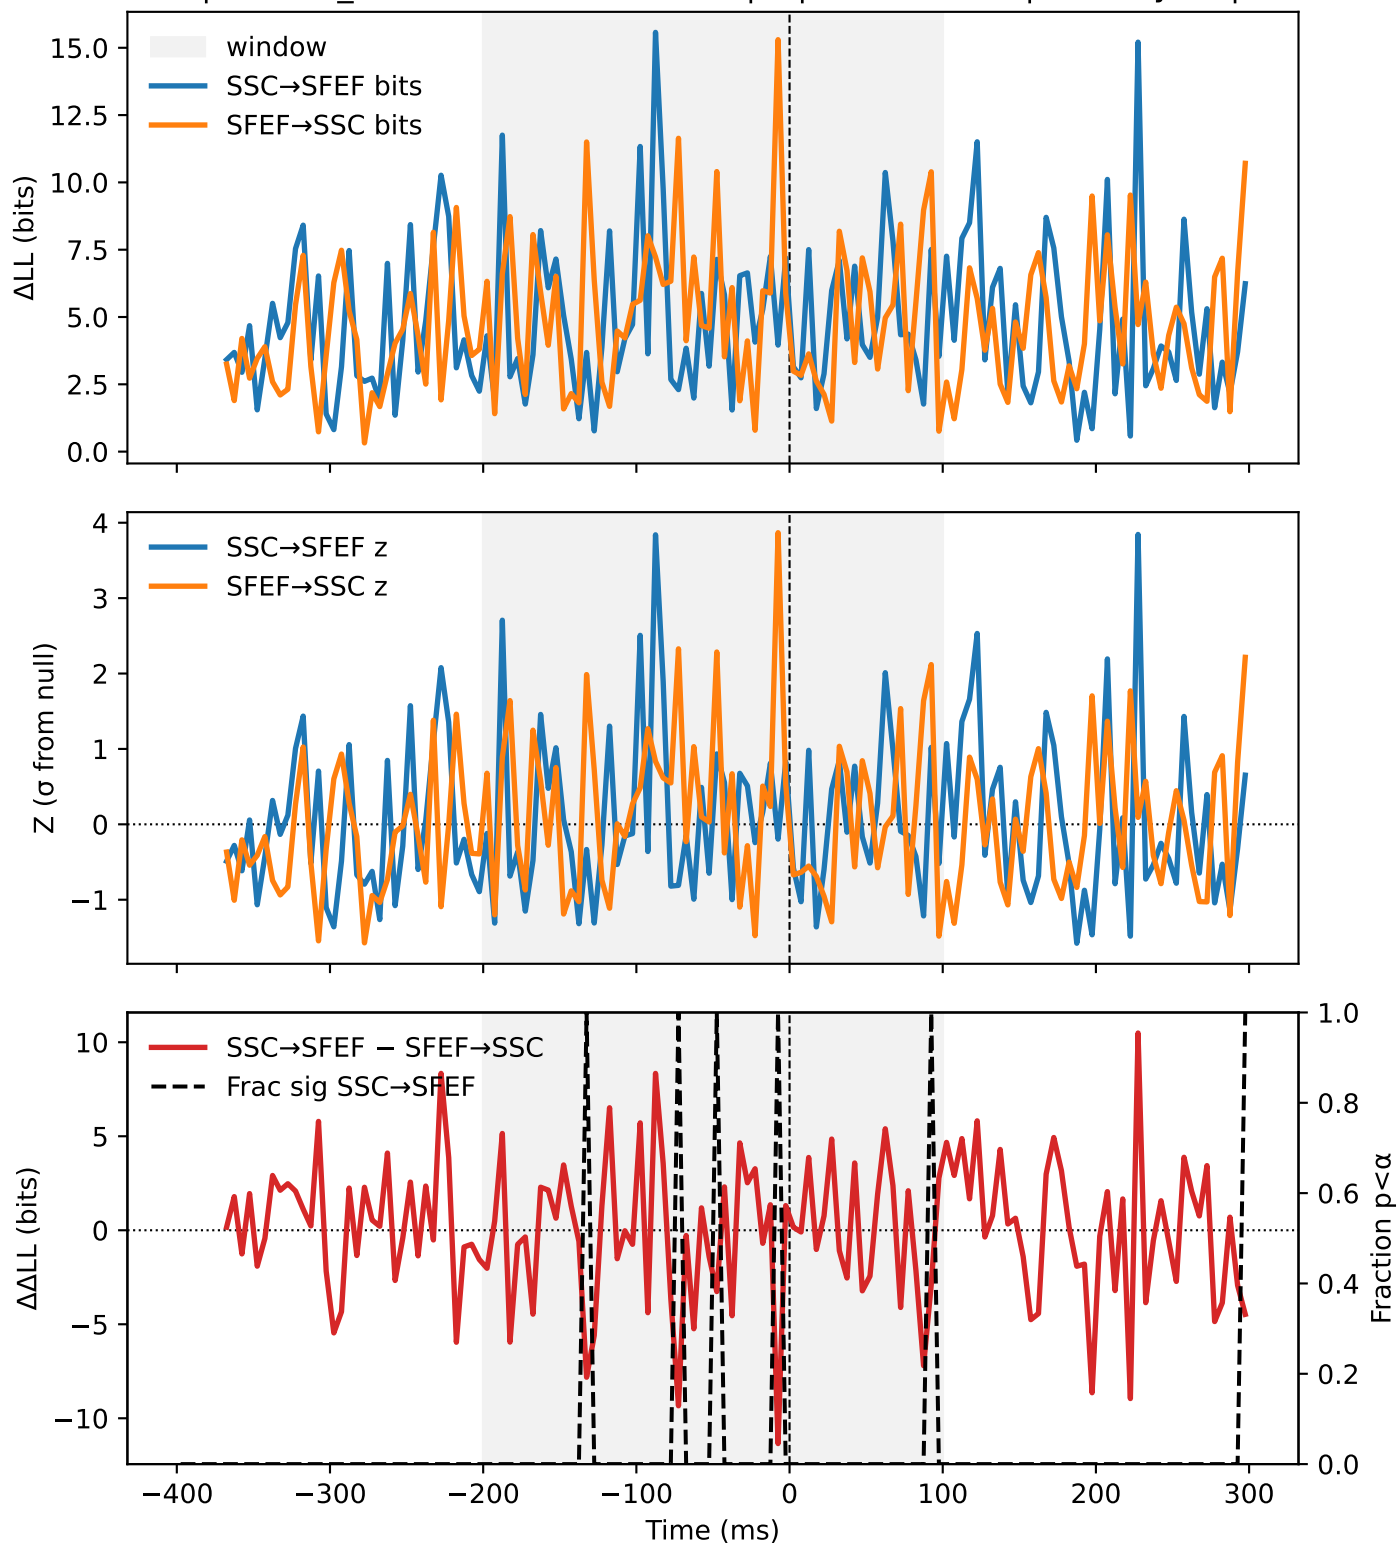 15.0
12.5
10.0
7.5
5.0
2.5
0.0
ΔLL (bits)
window
SSC→SFEF bits
SFEF→SSC bits
4
3
2
1
0
−1
Z (σ from null)
SSC→SFEF z
SFEF→SSC z
10
5
0
−5
−10
ΔΔLL (bits)
SSC→SFEF − SFEF→SSC
Frac sig SSC→SFEF
1.0
0.8
0.6
0.4
0.2
0.0
Fraction p<α
−400 −300 −200 −100 0 100 200 300
Time (ms)